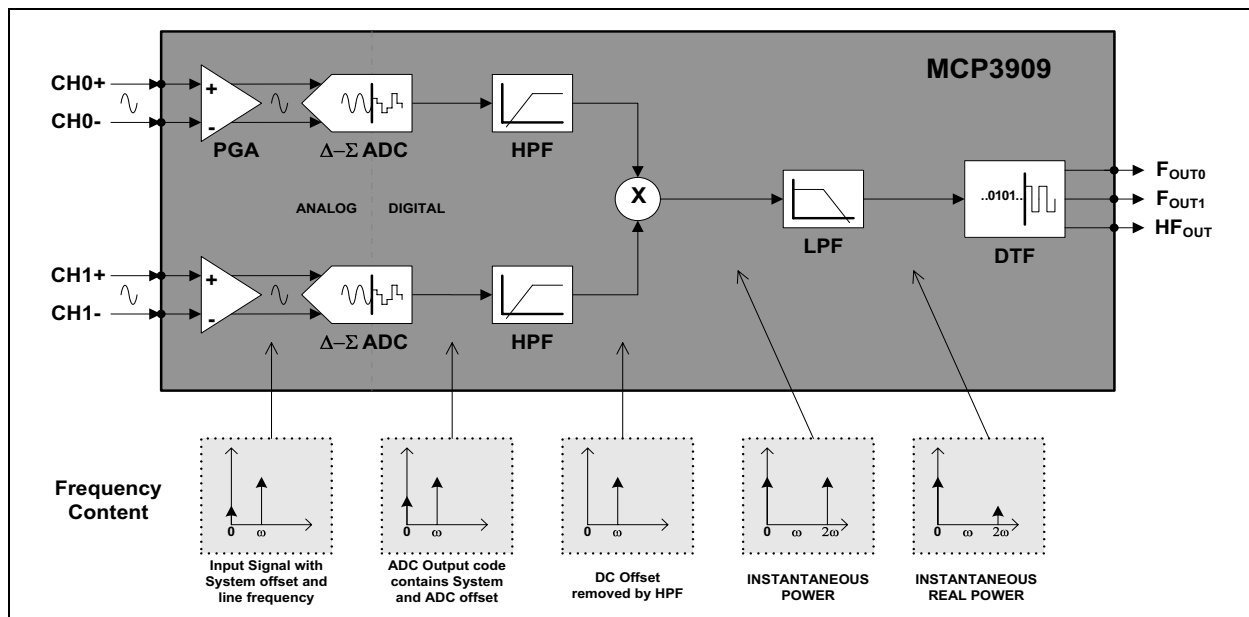 MCP3909
CH0+
CH0-
+
-
PGA
Δ–Σ ADC
HPF
ANALOG
DIGITAL
X
LPF
..0101..
DTF
FOUT0
FOUT1
HFOUT
CH1+
CH1-
+
-
Δ–Σ ADC
HPF
Frequency
Content
0
ω
Input Signal with
System offset and
line frequency
0
ω
ADC Output code
contains System
and ADC offset
0
ω
DC Offset
removed by HPF
0
ω
2ω
INSTANTANEOUS
POWER
0
ω
2ω
INSTANTANEOUS
REAL POWER